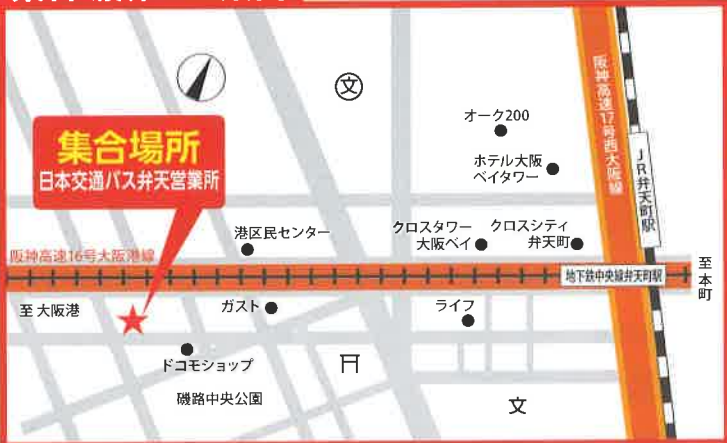 文
オーク200
阪神高速17号西大阪線
集合場所
日本交通バス弁天営業所
ホテル大阪
ベイタワー
JR弁天町駅
港区民センター
クロスタワー
大阪ベイ
クロスシティ
弁天町
阪神高速16号大阪港線
地下鉄中央線弁天町駅
至本町
至 大阪港
ガスト
ライフ
ドコモショップ
磯路中央公園
文